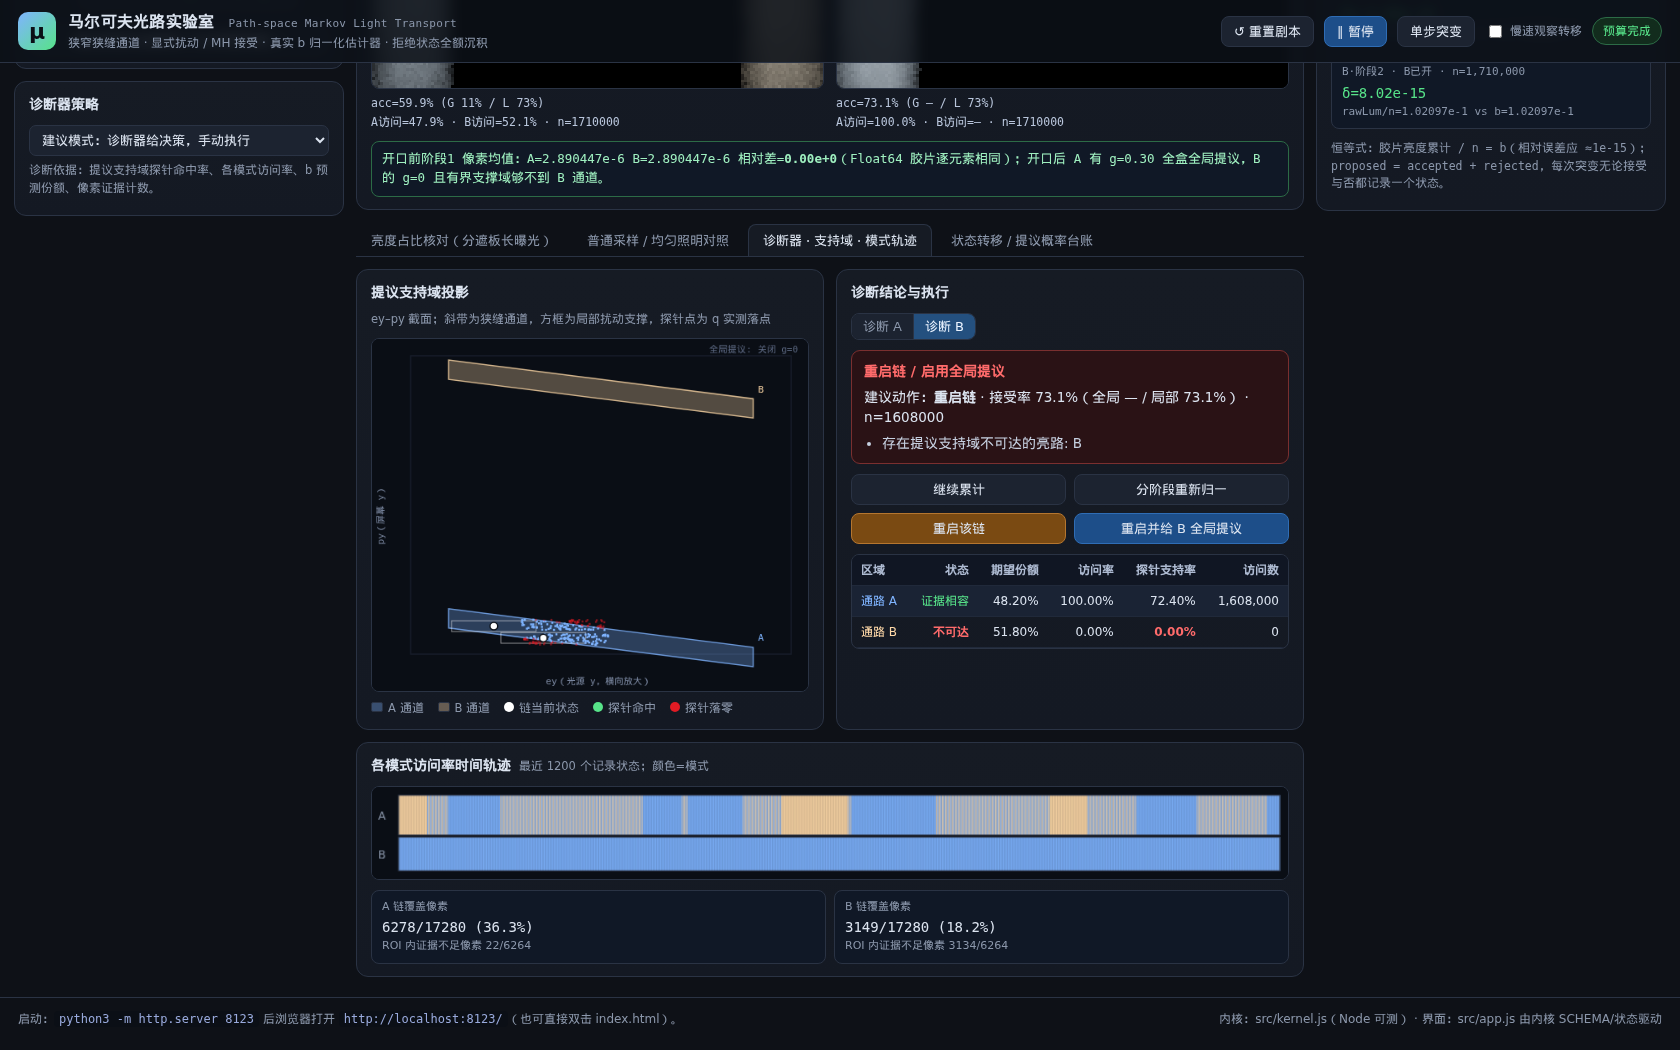 μ
马尔可夫光路实验室 Path-space Markov Light Transport
狭窄狭缝通道 · 显式扰动 / MH 接受 · 真实 b 归一化估计器 · 拒绝状态全额沉积
↺ 重置剧本
‖ 暂停
单步突变
慢速观察转移
预算完成
诊断器策略
建议模式：诊断器给决策，手动执行
诊断依据：提议支持域探针命中率、各模式访问率、b 预
测份额、像素证据计数。
acc=59.9% (G 11% / L 73%)
A访问=47.9% · B访问=52.1% · n=1710000
acc=73.1% (G — / L 73%)
A访问=100.0% · B访问=— · n=1710000
开口前阶段1 像素均值: A=2.890447e-6 B=2.890447e-6 相对差=0.00e+0（Float64 胶片逐元素相同）；开口后 A 有 g=0.30 全盒全局提议，B
的 g=0 且有界支撑域够不到 B 通道。
B·阶段2 · B已开 · n=1,710,000
δ=8.02e-15
rawLum/n=1.02097e-1 vs b=1.02097e-1
恒等式：胶片亮度累计 / n = b（相对误差应 ≈1e-15）；
proposed = accepted + rejected，每次突变无论接受
与否都记录一个状态。
亮度占比核对（分遮板长曝光）
普通采样 / 均匀照明对照
诊断器 · 支持域 · 模式轨迹
状态转移 / 提议概率台账
提议支持域投影
ey–py 截面；斜带为狭缝通道，方框为局部扰动支撑，探针点为 q 实测落点
全局提议: 关闭 g=0
B
A
py（屏幕 y）
ey（光源 y，横向放大）
A 通道
B 通道
链当前状态
探针命中
探针落零
诊断结论与执行
诊断 A
诊断 B
重启链 / 启用全局提议
建议动作：重启链 · 接受率 73.1%（全局 — / 局部 73.1%） ·
n=1608000
• 存在提议支持域不可达的亮路: B
继续累计
分阶段重新归一
重启该链
重启并给 B 全局提议
区域 状态 期望份额 访问率 探针支持率 访问数
通路 A 证据相容 48.20% 100.00% 72.40% 1,608,000
通路 B 不可达 51.80% 0.00% 0.00% 0
各模式访问率时间轨迹 最近 1200 个记录状态；颜色=模式
A
B
A 链覆盖像素
6278/17280 (36.3%)
ROI 内证据不足像素 22/6264
B 链覆盖像素
3149/17280 (18.2%)
ROI 内证据不足像素 3134/6264
启动: python3 -m http.server 8123 后浏览器打开 http://localhost:8123/ （也可直接双击 index.html）。
内核: src/kernel.js（Node 可测） · 界面: src/app.js 由内核 SCHEMA/状态驱动